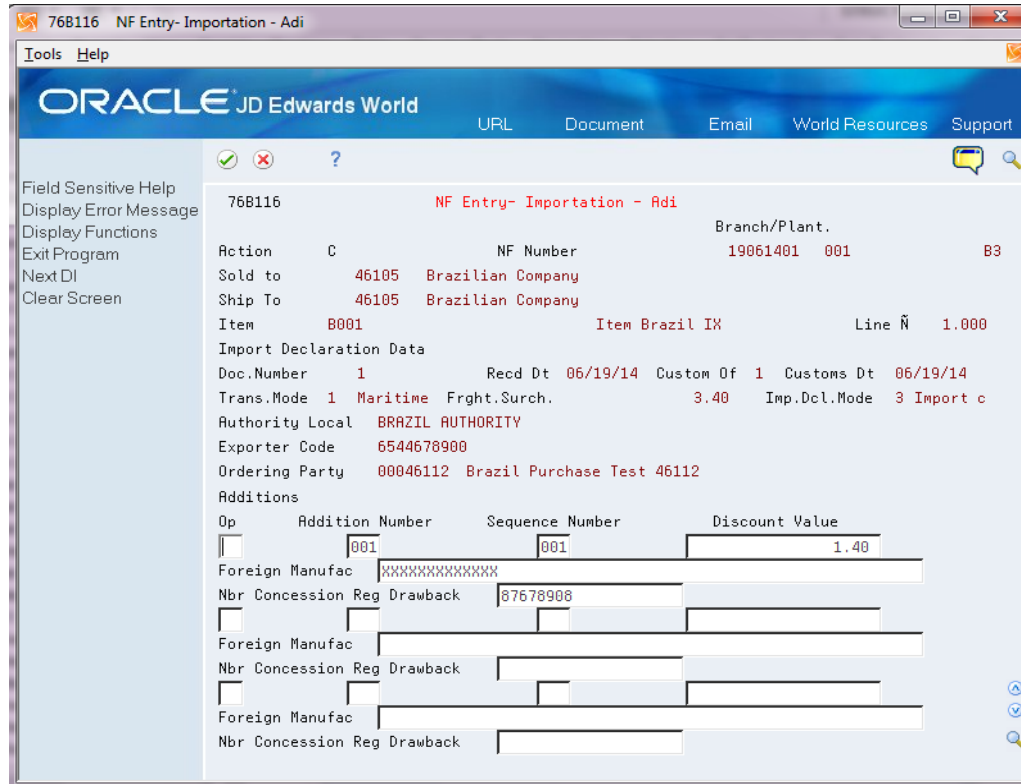 76B116 NF Entry- Importation - Adi
Tools Help
ORACLE JD Edwards World
URL Document Email World Resources Support
?
Field Sensitive Help
Display Error Message
Display Functions
Exit Program
Next DI
Clear Screen
76B116 NF Entry- Importation - Adi
Branch/Plant.
Action C NF Number 19061401 001 B3
Sold to 46105 Brazilian Company
Ship To 46105 Brazilian Company
Item B001 Item Brazil IX Line Ñ 1.000
Import Declaration Data
Doc.Number 1 Recd Dt 06/19/14 Custom Of 1 Customs Dt 06/19/14
Trans.Mode 1 Maritime Frght.Surch. 3.40 Imp.Dcl.Mode 3 Import c
Authority Local BRAZIL AUTHORITY
Exporter Code 6544678900
Ordering Party 00046112 Brazil Purchase Test 46112
Additions
Op Addition Number Sequence Number Discount Value
001 001 1.40
Foreign Manufac XXXXXXXXXXXXX
Nbr Concession Reg Drawback 87678908
Foreign Manufac
Nbr Concession Reg Drawback
Foreign Manufac
Nbr Concession Reg Drawback